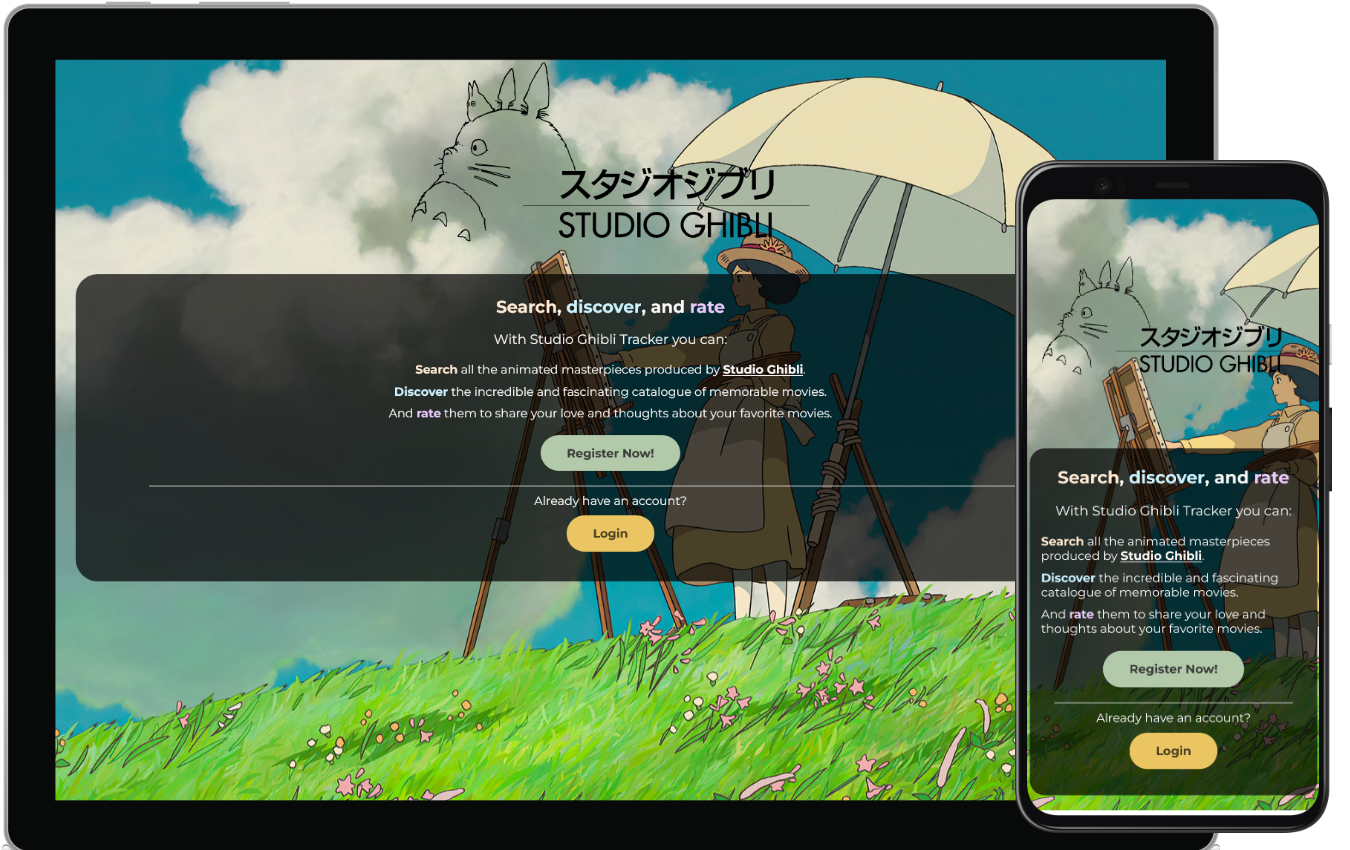 スタジオジブリ
STUDIO GHIBLI
Search, discover, and rate
With Studio Ghibli Tracker you can:
Search all the animated masterpieces produced by Studio Ghibli.
Discover the incredible and fascinating catalogue of memorable movies.
And rate them to share your love and thoughts about your favorite movies.
Register Now!
Already have an account?
Login
スタジオジブリ
STUDIO GHIBLI
Search, discover, and rate
With Studio Ghibli Tracker you can:
Search all the animated masterpieces
produced by Studio Ghibli.
Discover the incredible and fascinating
catalogue of memorable movies.
And rate them to share your love and
thoughts about your favorite movies.
Register Now!
Already have an account?
Login